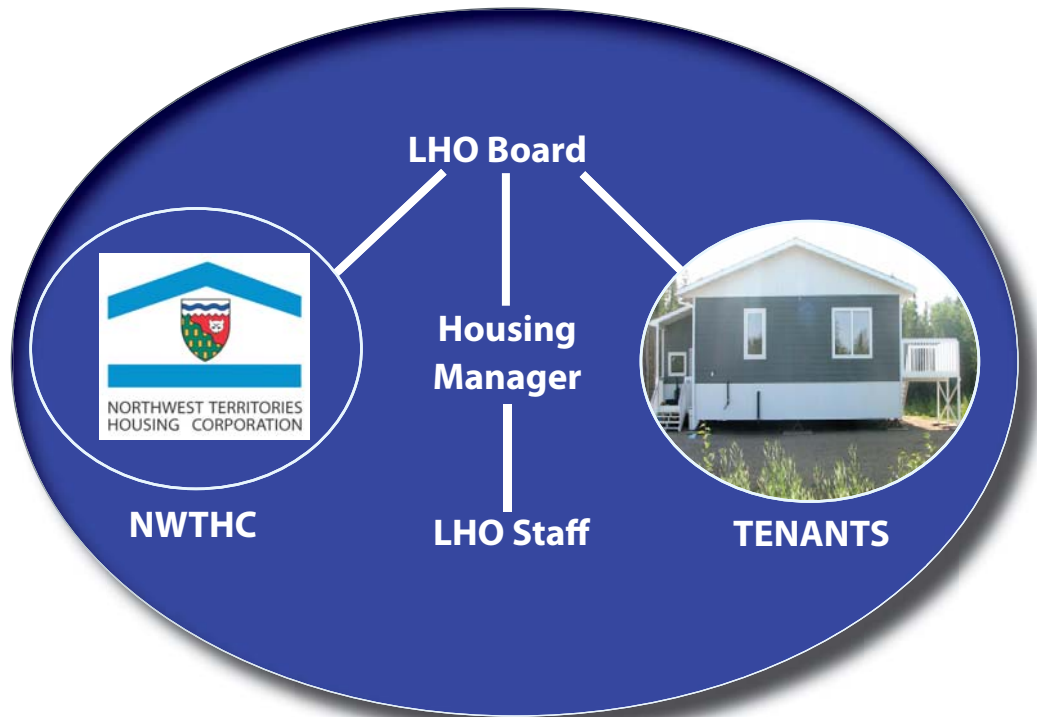 LHO Board
Housing
Manager
NORTHWEST TERRITORIES
HOUSING CORPORATION
NWTHC
LHO Staff
TENANTS